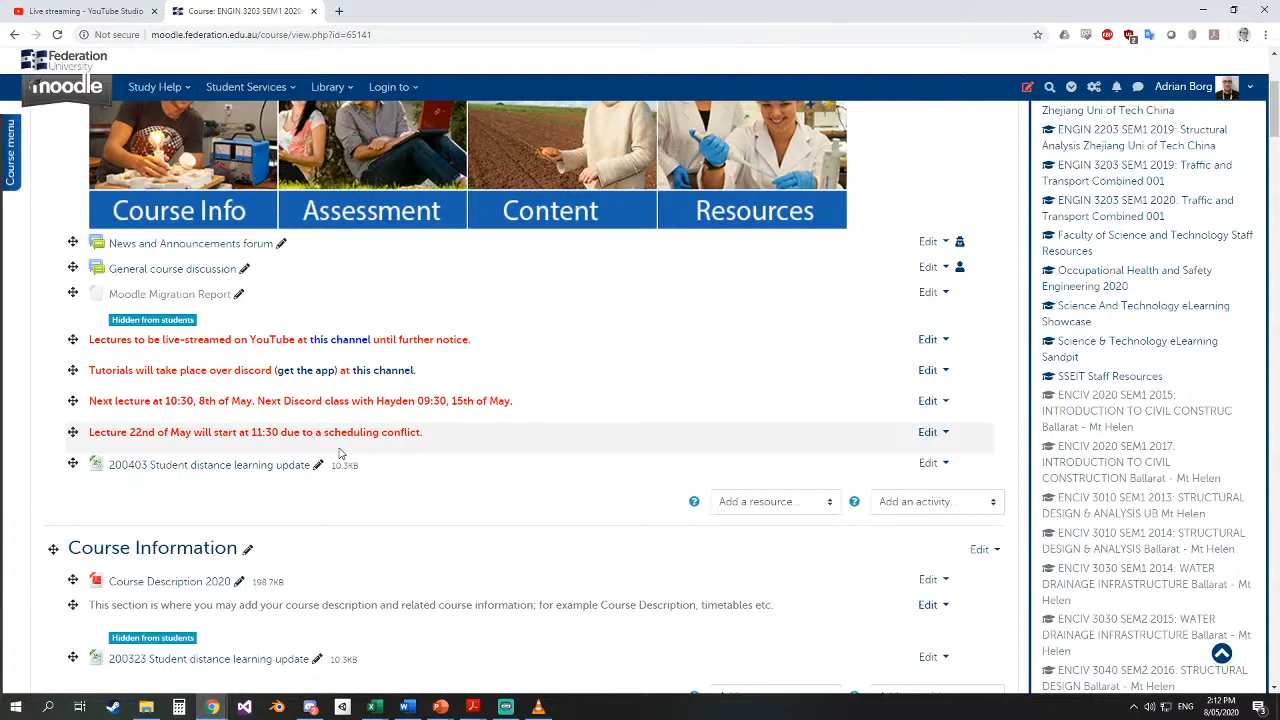 Live streaming - YouTube Studio
Course: ENGIN 3203 SEM1 2020:
Not secure | moodle.federation.edu.au/course/view.php?id=65141
Federation
University
moodle
Study Help
Student Services
Library
Login to
Adrian Borg
Course menu
Course Info
Assessment
Content
Resources
News and Announcements forum
Edit
General course discussion
Edit
Moodle Migration Report
Edit
Hidden from students
Lectures to be live-streamed on YouTube at this channel until further notice.
Edit
Tutorials will take place over discord (get the app) at this channel.
Edit
Next lecture at 10:30, 8th of May. Next Discord class with Hayden 09:30, 15th of May.
Edit
Lecture 22nd of May will start at 11:30 due to a scheduling conflict.
Edit
200403 Student distance learning update
10.3KB
Edit
Add a resource...
Add an activity...
Course Information
Edit
Course Description 2020
198.7KB
Edit
This section is where you may add your course description and related course information; for example Course Description, timetables etc.
Edit
Hidden from students
200323 Student distance learning update
10.3KB
Edit
Zhejiang Uni of Tech China
ENGIN 2203 SEM1 2019: Structural
Analysis Zhejiang Uni of Tech China
ENGIN 3203 SEM1 2019: Traffic and
Transport Combined 001
ENGIN 3203 SEM1 2020: Traffic and
Transport Combined 001
Faculty of Science and Technology Staff
Resources
Occupational Health and Safety
Engineering 2020
Science And Technology eLearning
Showcase
Science & Technology eLearning
Sandpit
SSEIT Staff Resources
ENCIV 2020 SEM1 2015:
INTRODUCTION TO CIVIL CONSTRUC
Ballarat - Mt Helen
ENCIV 2020 SEM1 2017:
INTRODUCTION TO CIVIL
CONSTRUCTION Ballarat - Mt Helen
ENCIV 3010 SEM1 2013: STRUCTURAL
DESIGN & ANALYSIS UB Mt Helen
ENCIV 3010 SEM1 2014: STRUCTURAL
DESIGN & ANALYSIS Ballarat - Mt Helen
ENCIV 3030 SEM1 2014: WATER
DRAINAGE INFRASTRUCTURE Ballarat - Mt
Helen
ENCIV 3030 SEM2 2015: WATER
DRAINAGE INFRASTRUCTURE Ballarat - Mt
Helen
ENCIV 3040 SEM2 2016: STRUCTURAL
DESIGN Ballarat - Mt Helen
2:12 PM
8/05/2020